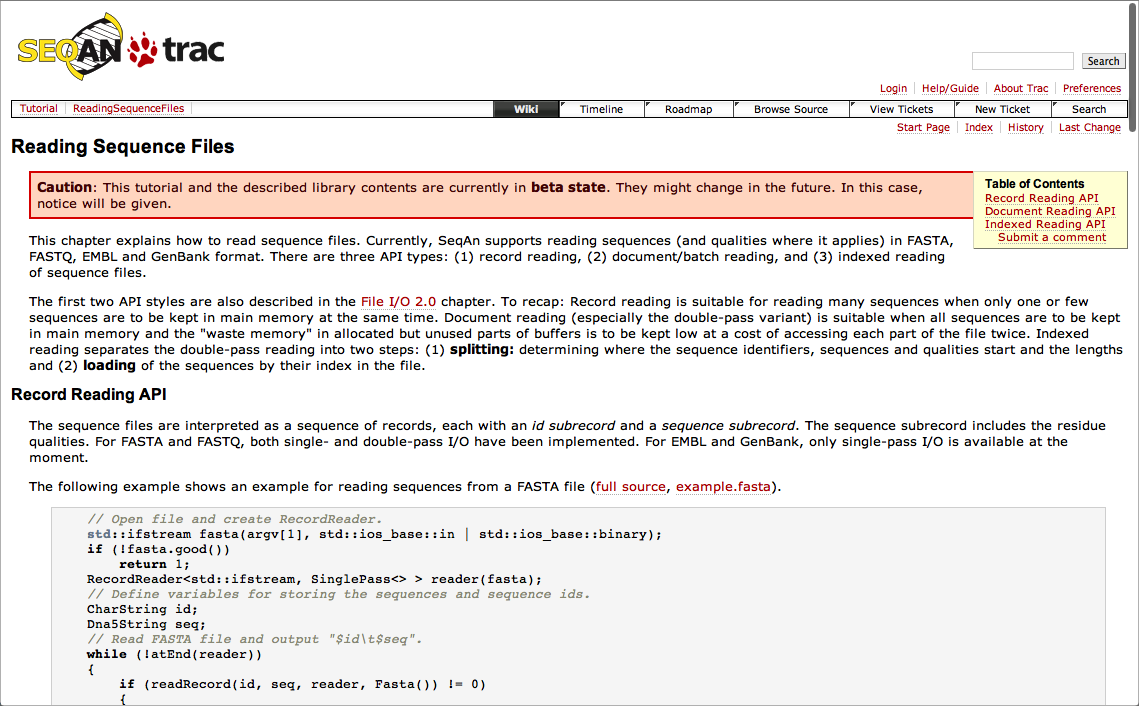 SEQAN trac
Search
Login Help/Guide About Trac Preferences
Tutorial ReadingSequenceFiles Wiki Timeline Roadmap Browse Source View Tickets New Ticket Search
Start Page Index History Last Change
Reading Sequence Files
Caution: This tutorial and the described library contents are currently in beta state. They might change in the future. In this case,
notice will be given.
Table of Contents
Record Reading API
Document Reading API
Indexed Reading API
Submit a comment
This chapter explains how to read sequence files. Currently, SeqAn supports reading sequences (and qualities where it applies) in FASTA,
FASTQ, EMBL and GenBank format. There are three API types: (1) record reading, (2) document/batch reading, and (3) indexed reading
of sequence files.
The first two API styles are also described in the File I/O 2.0 chapter. To recap: Record reading is suitable for reading many sequences when only one or few
sequences are to be kept in main memory at the same time. Document reading (especially the double-pass variant) is suitable when all sequences are to be kept
in main memory and the "waste memory" in allocated but unused parts of buffers is to be kept low at a cost of accessing each part of the file twice. Indexed
reading separates the double-pass reading into two steps: (1) splitting: determining where the sequence identifiers, sequences and qualities start and the lengths
and (2) loading of the sequences by their index in the file.
Record Reading API
The sequence files are interpreted as a sequence of records, each with an id subrecord and a sequence subrecord. The sequence subrecord includes the residue
qualities. For FASTA and FASTQ, both single- and double-pass I/O have been implemented. For EMBL and GenBank, only single-pass I/O is available at the
moment.
The following example shows an example for reading sequences from a FASTA file (full source, example.fasta).
// Open file and create RecordReader.
std::ifstream fasta(argv[1], std::ios_base::in | std::ios_base::binary);
if (!fasta.good())
return 1;
RecordReader<std::ifstream, SinglePass<> > reader(fasta);
// Define variables for storing the sequences and sequence ids.
CharString id;
Dna5String seq;
// Read FASTA file and output "$id\t$seq".
while (!atEnd(reader))
{
if (readRecord(id, seq, reader, Fasta()) != 0)
{